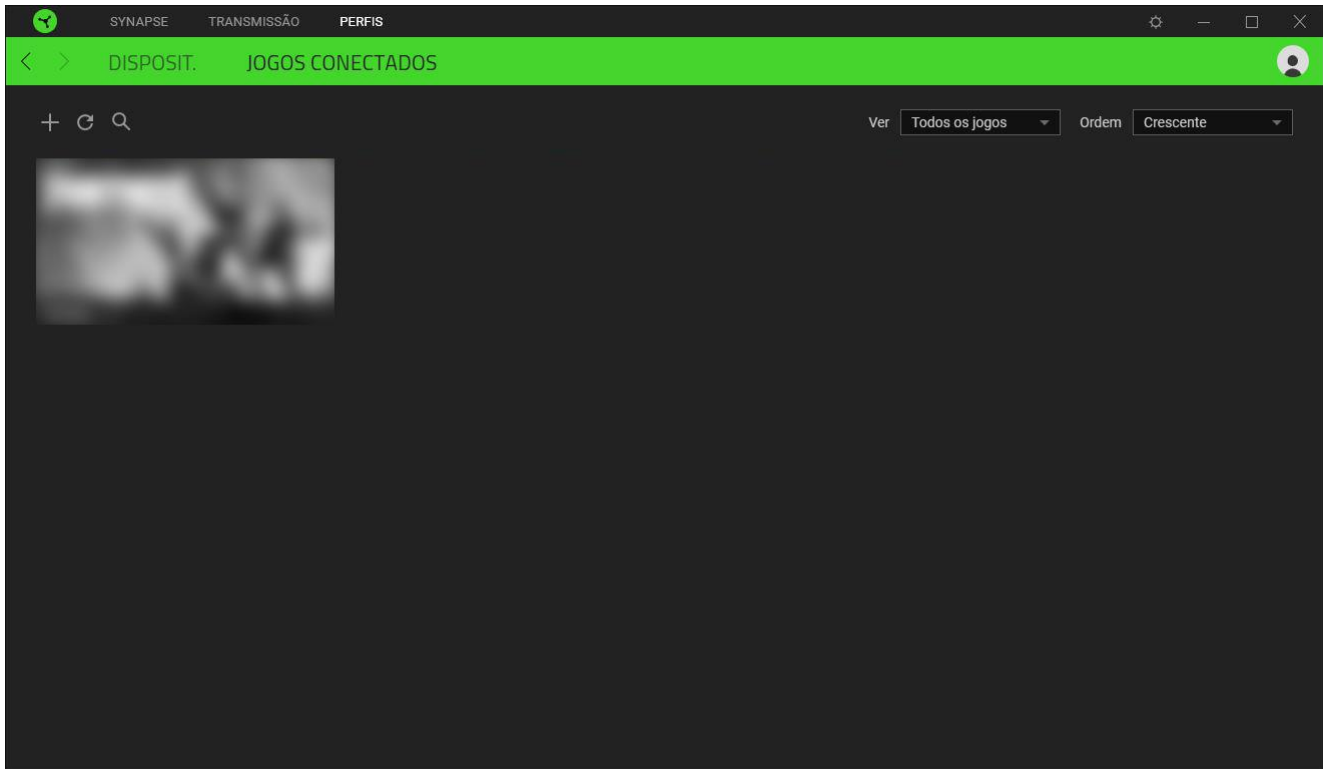 SYNAPSE TRANSMISSÃO PERFIS
DISPOSIT. JOGOS CONECTADOS
Ver Todos os jogos Ordem Crescente